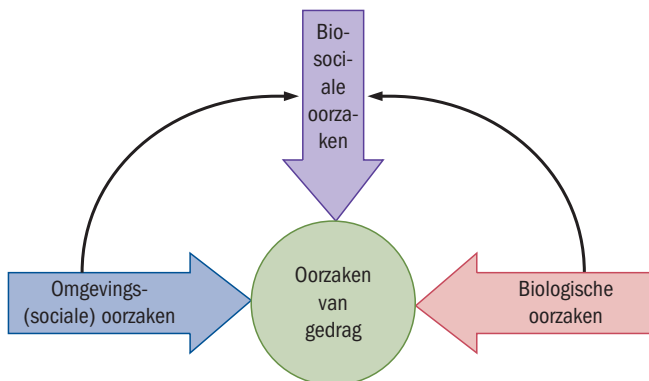 Bio-
soci-
ale
oorza-
ken
Omgevings-
(sociale) oorzaken
Oorzaken
van
gedrag
Biologische
oorzaken